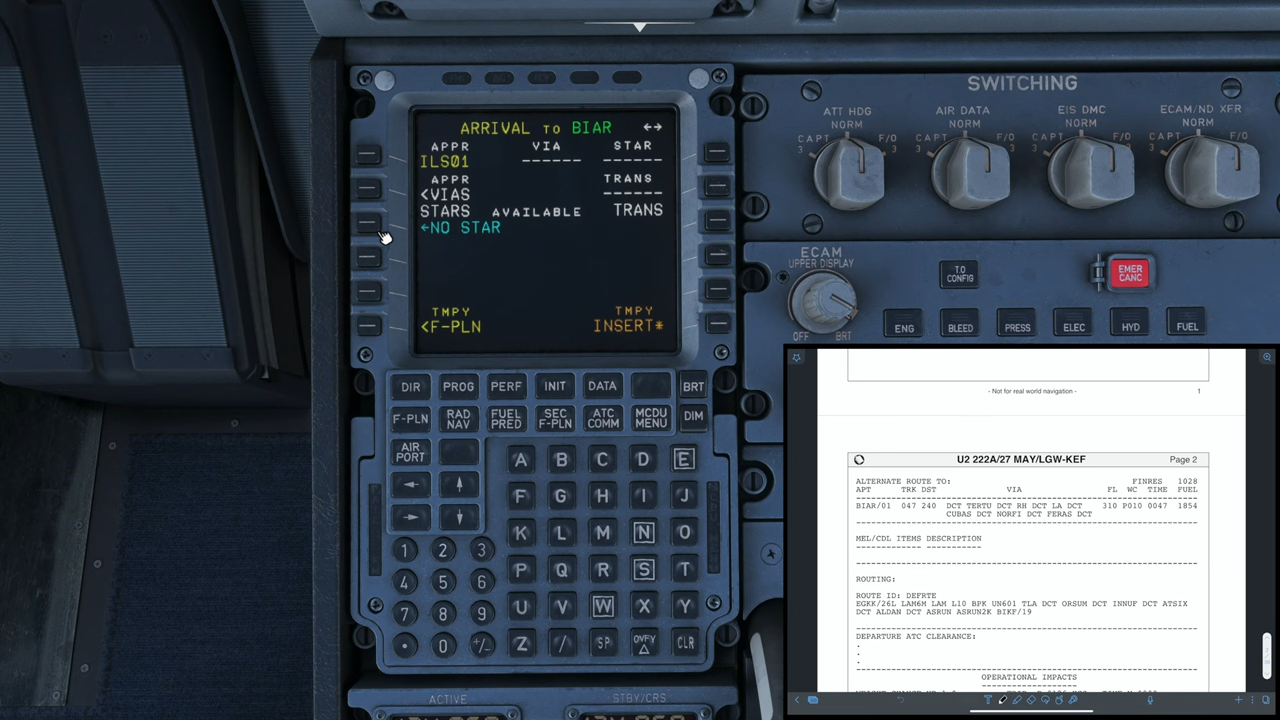 ARRIVAL TO BIAR ←→
APPR VIA STAR
ILS01 ------ ------
APPR TRANS
<VIAS ------
STARS AVAILABLE TRANS
←NO STAR
TMPY TMPY
<F-PLN INSERT*
DIR PROG PERF INIT DATA BRT
F-PLN RAD NAV FUEL PRED SEC F-PLN ATC COMM MCDU MENU DIM
AIR PORT
A B C D E
← ↑ F G H I J
→ ↓ K L M N O
1 2 3
4 5 6 P Q R S T
7 8 9 U V W X Y
. 0 +/- Z / SP OVFY △ CLR
ACTIVE STBY/CRS
SWITCHING
ATT HDG AIR DATA EIS DMC ECAM/ND XFR
NORM NORM NORM NORM
CAPT 3 F/O 3 CAPT 3 F/O 3 CAPT 3 F/O 3 CAPT F/O
ECAM
UPPER DISPLAY
OFF BRT
T.O CONFIG
EMER CANC
ENG BLEED PRESS ELEC HYD FUEL
- Not for real world navigation - 1
U2 222A/27 MAY/LGW-KEF Page 2
ALTERNATE ROUTE TO: FINRES 1028
APT TRK DST VIA FL WC TIME FUEL
BIAR/01 047 240 DCT TERTU DCT RH DCT LA DCT 310 P010 0047 1854
CUBAS DCT NORFI DCT FERAS DCT
MEL/CDL ITEMS DESCRIPTION
------------- -----------
ROUTING:
ROUTE ID: DEFRTE
EGKK/26L LAM6M LAM L10 BPK UN601 TLA DCT ORSUM DCT INNUF DCT ATSIX
DCT ALDAN DCT ASRUN ASRUN2K BIKF/19
DEPARTURE ATC CLEARANCE:
.
.
.
OPERATIONAL IMPACTS